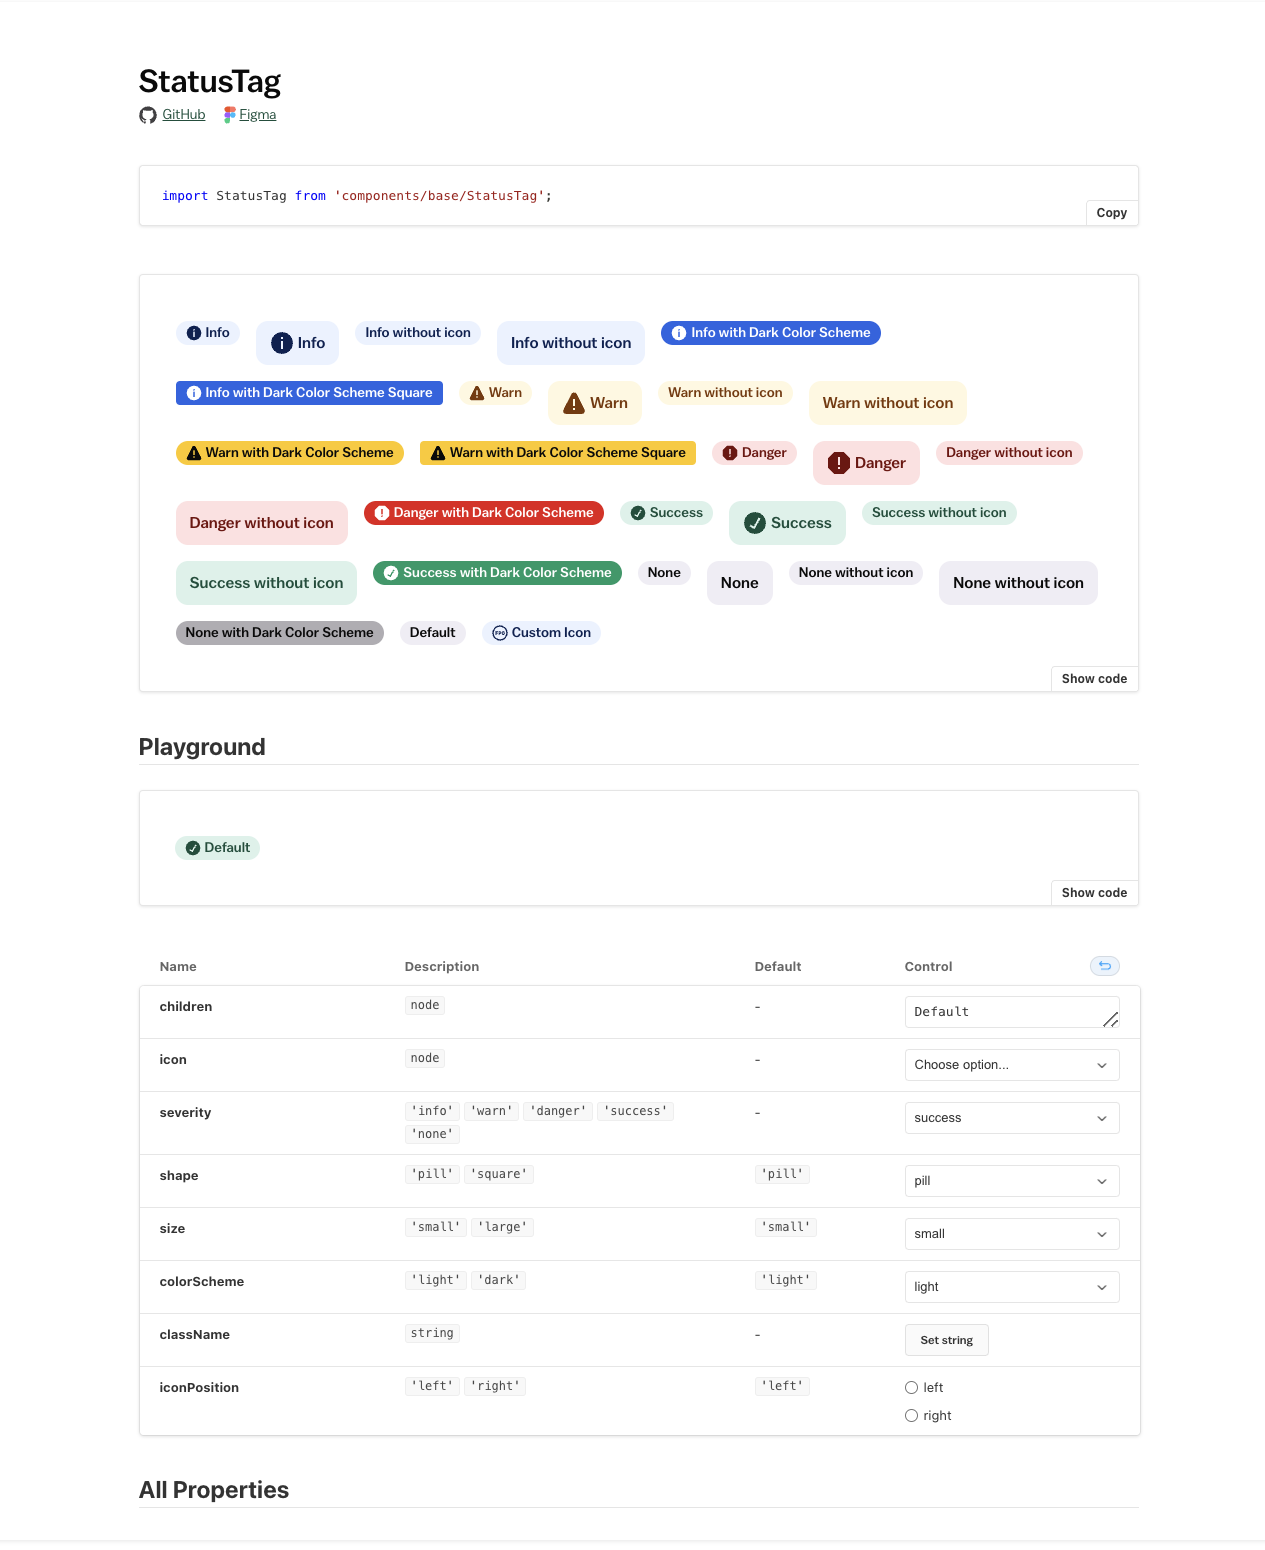 StatusTag
GitHub Figma
import StatusTag from 'components/base/StatusTag';
Copy
Info Info Info without icon Info without icon Info with Dark Color Scheme
Info with Dark Color Scheme Square Warn Warn Warn without icon Warn without icon
Warn with Dark Color Scheme Warn with Dark Color Scheme Square Danger Danger Danger without icon
Danger without icon Danger with Dark Color Scheme Success Success Success without icon
Success without icon Success with Dark Color Scheme None None None without icon None without icon
None with Dark Color Scheme Default FPO Custom Icon
Show code
Playground
Default
Show code
Name Description Default Control
children node - Default
icon node - Choose option...
severity 'info' 'warn' 'danger' 'success' - success
'none'
shape 'pill' 'square' 'pill' pill
size 'small' 'large' 'small' small
colorScheme 'light' 'dark' 'light' light
className string - Set string
iconPosition 'left' 'right' 'left' left
right
All Properties